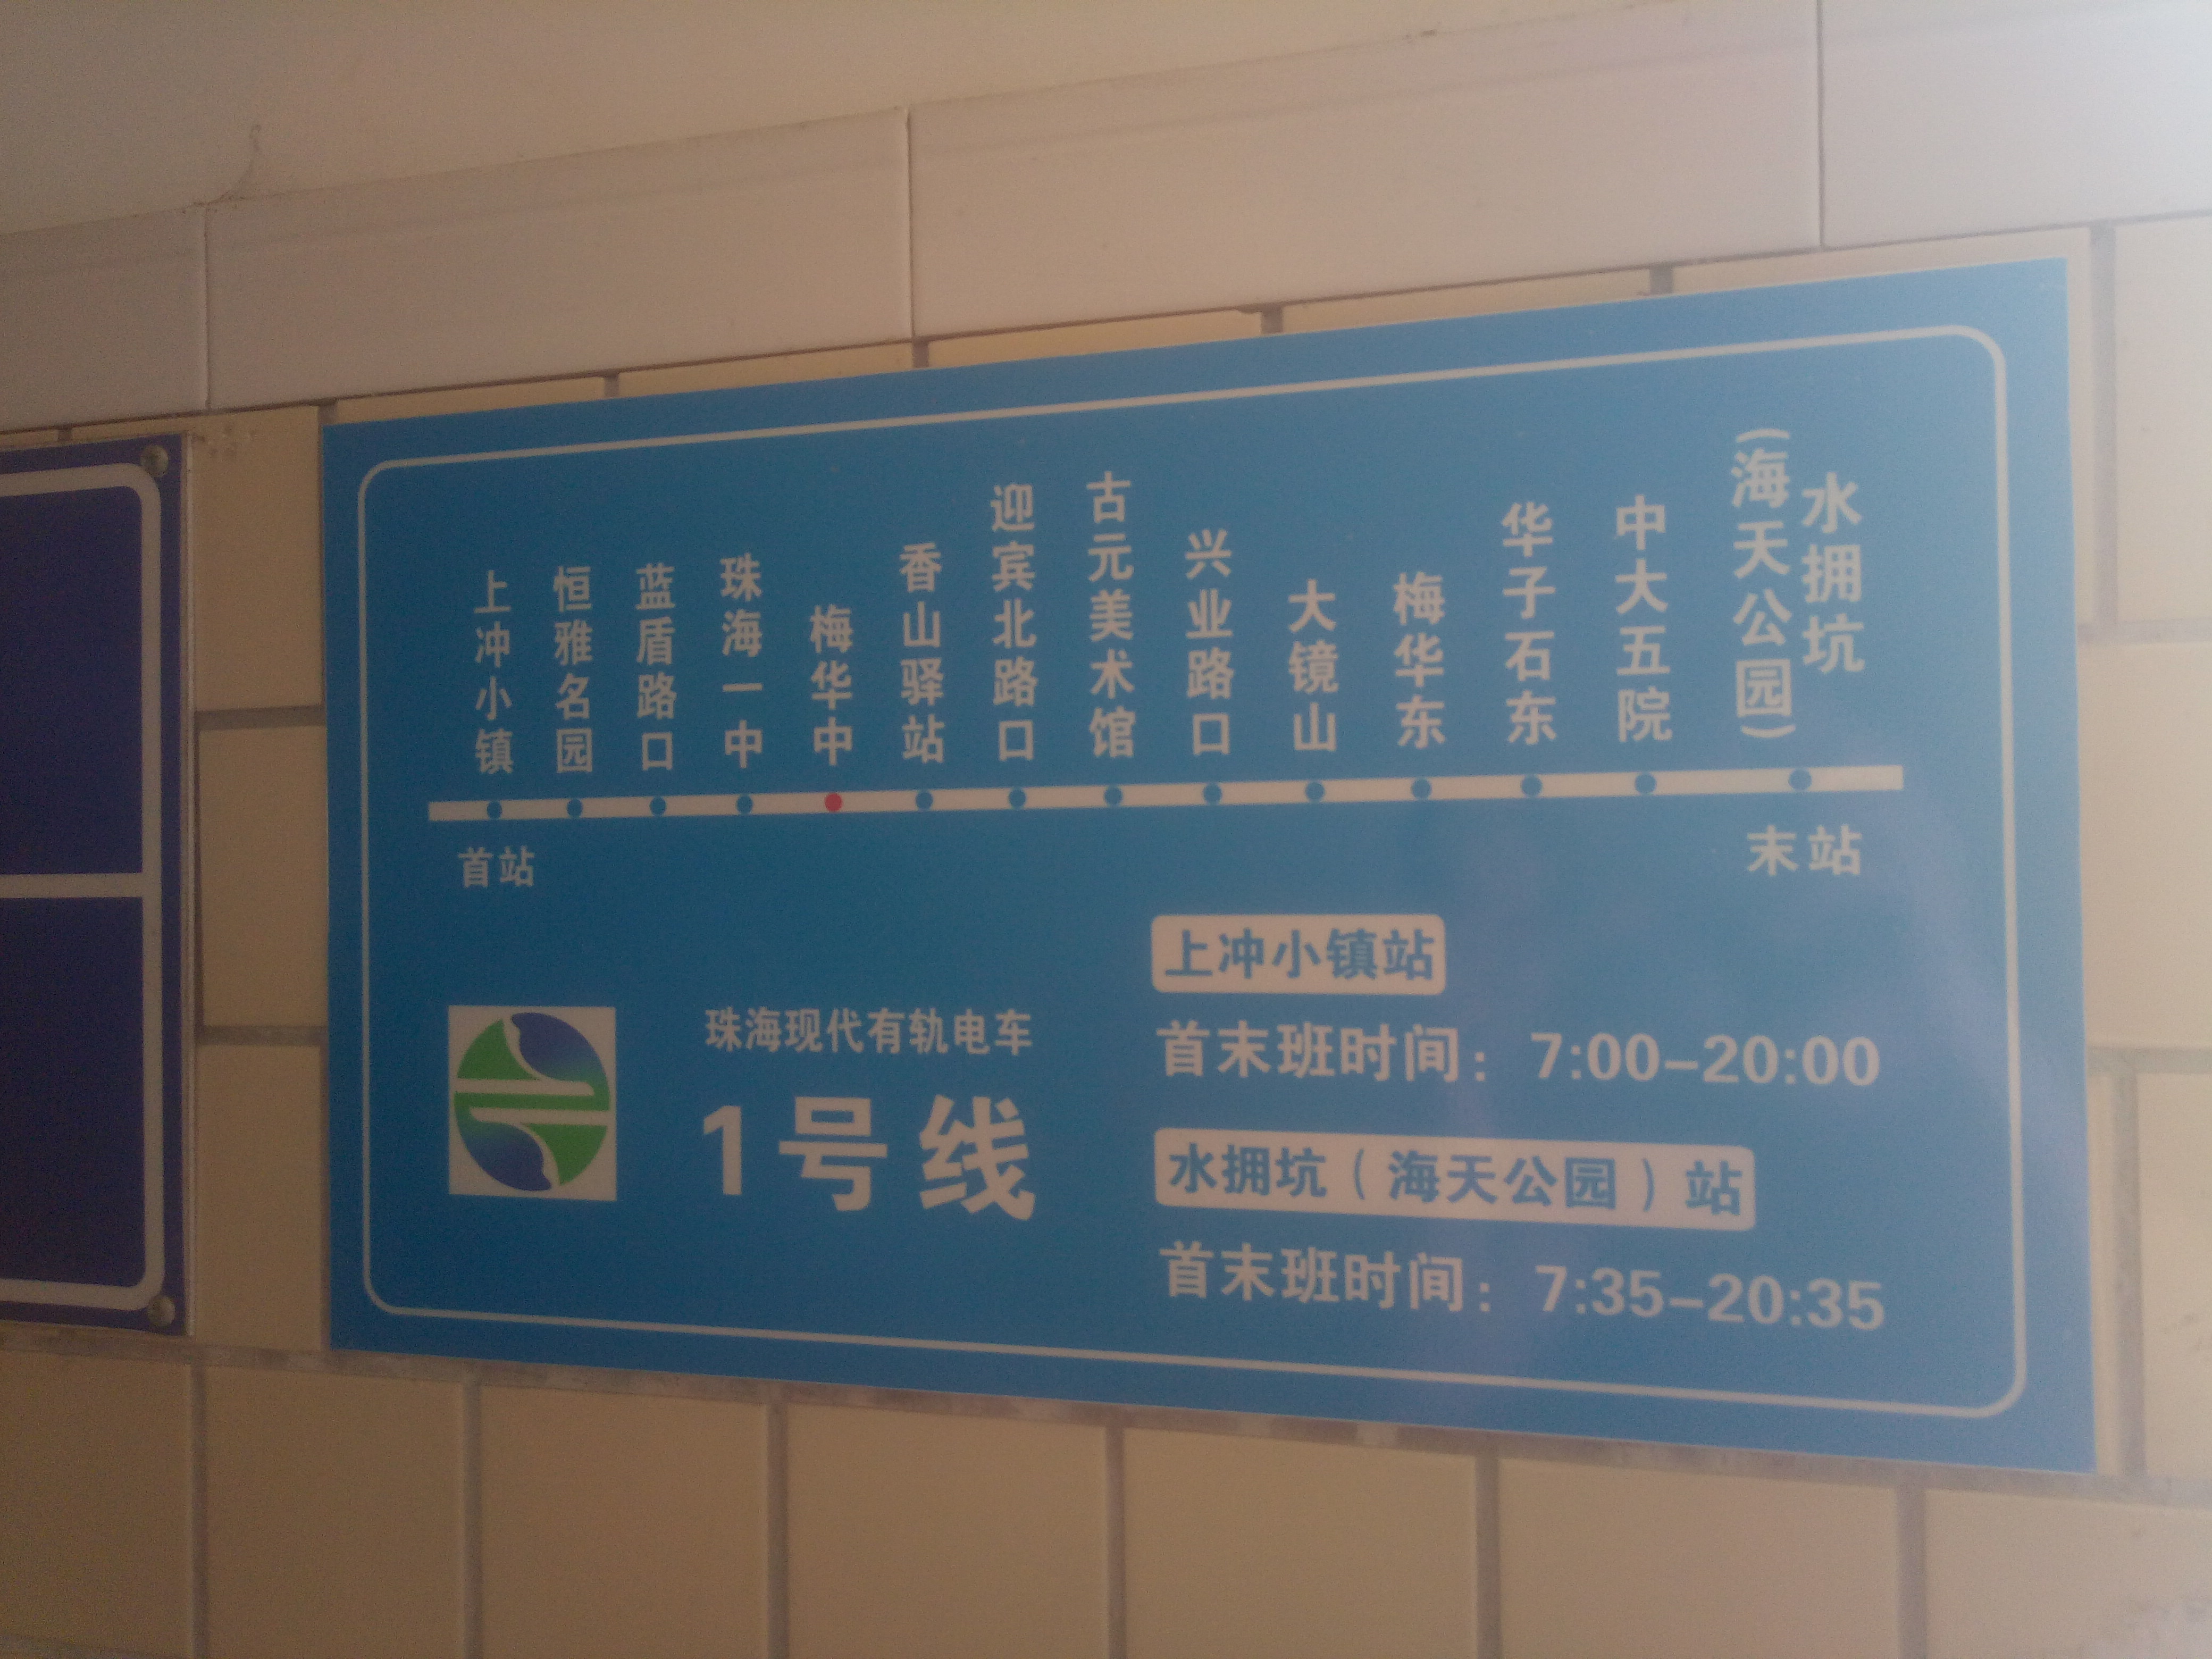 上冲小镇
恒雅名园
蓝盾路口
珠海一中
梅华中
香山驿站
迎宾北路口
古元美术馆
兴业路口
大镜山
梅华东
华子石东
中大五院
水拥坑
(海天公园)
首站
末站
珠海现代有轨电车
1号线
上冲小镇站
首末班时间：7:00-20:00
水拥坑(海天公园)站
首末班时间：7:35-20:35